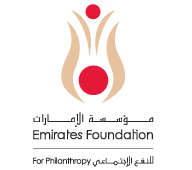 مؤسسة الإمارات
Emirates Foundation
For Philanthropy للنفع الاجتماعي